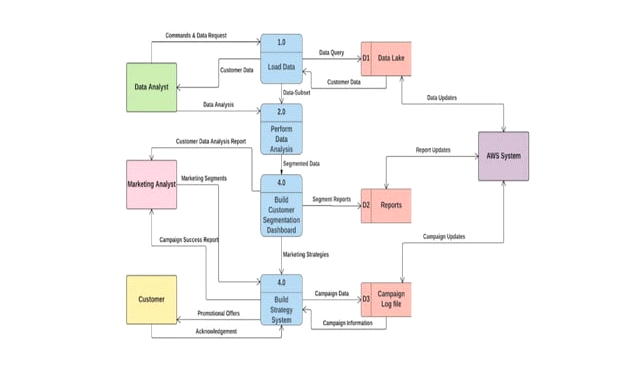 Commands & Data Request
1.0
Load Data
Data Query
D1
Data Lake
Customer Data
Customer Data
Data Analyst
Data-Subset
Data Updates
Data Analysis
2.0
Perform
Data
Analysis
Customer Data Analysis Report
Report Updates
AWS System
Segmented Data
Marketing Analyst
Marketing Segments
4.0
Build
Customer
Segmentation
Dashboard
Segment Reports
D2
Reports
Campaign Success Report
Campaign Updates
Marketing Strategies
4.0
Build
Strategy
System
Campaign Data
D3
Campaign
Log file
Customer
Promotional Offers
Campaign Information
Acknowledgement